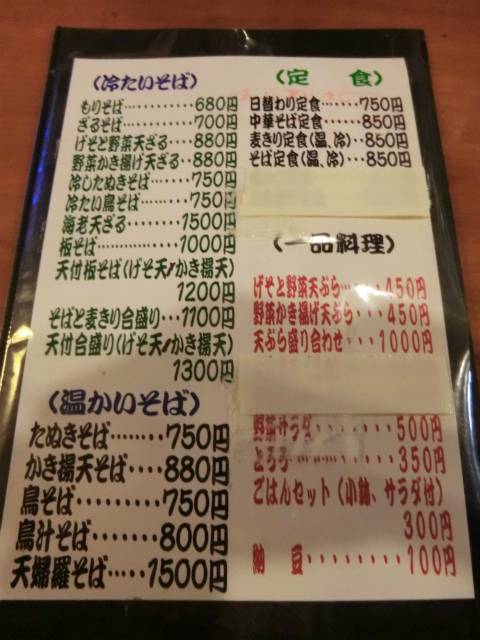 (冷たいそば)
もりそば‥‥‥‥‥680円
ざるそば‥‥‥‥‥700円
げそと野菜天ざる‥880円
野菜かき揚げ天ざる‥880円
冷したぬきそば‥‥750円
冷たい鳥そば‥‥‥750円
海老天ざる‥‥‥1500円
板そば‥‥‥‥‥1000円
天付板そば(げそ天/かき揚天)
1200円
そばと麦きり合盛り‥1100円
天付合盛り(げそ天/かき揚天)
1300円
(温かいそば)
たぬきそば‥‥‥‥750円
かき揚天そば‥‥880円
鳥そば‥‥‥‥‥750円
鳥汁そば‥‥‥‥800円
天婦羅そば‥‥‥1500円
(定 食)
日替わり定食‥‥‥750円
中華そば定食‥‥‥850円
麦きり定食(温、冷)‥850円
そば定食(温、冷)‥‥850円
(一品料理)
げそと野菜天ぷら‥‥450円
野菜かき揚げ天ぷら‥450円
天ぷら盛り合わせ‥1000円
野菜サラダ‥‥‥‥500円
とろろ‥‥‥‥‥350円
ごはんセット(小鉢、サラダ付)
300円
納 豆‥‥‥‥‥100円